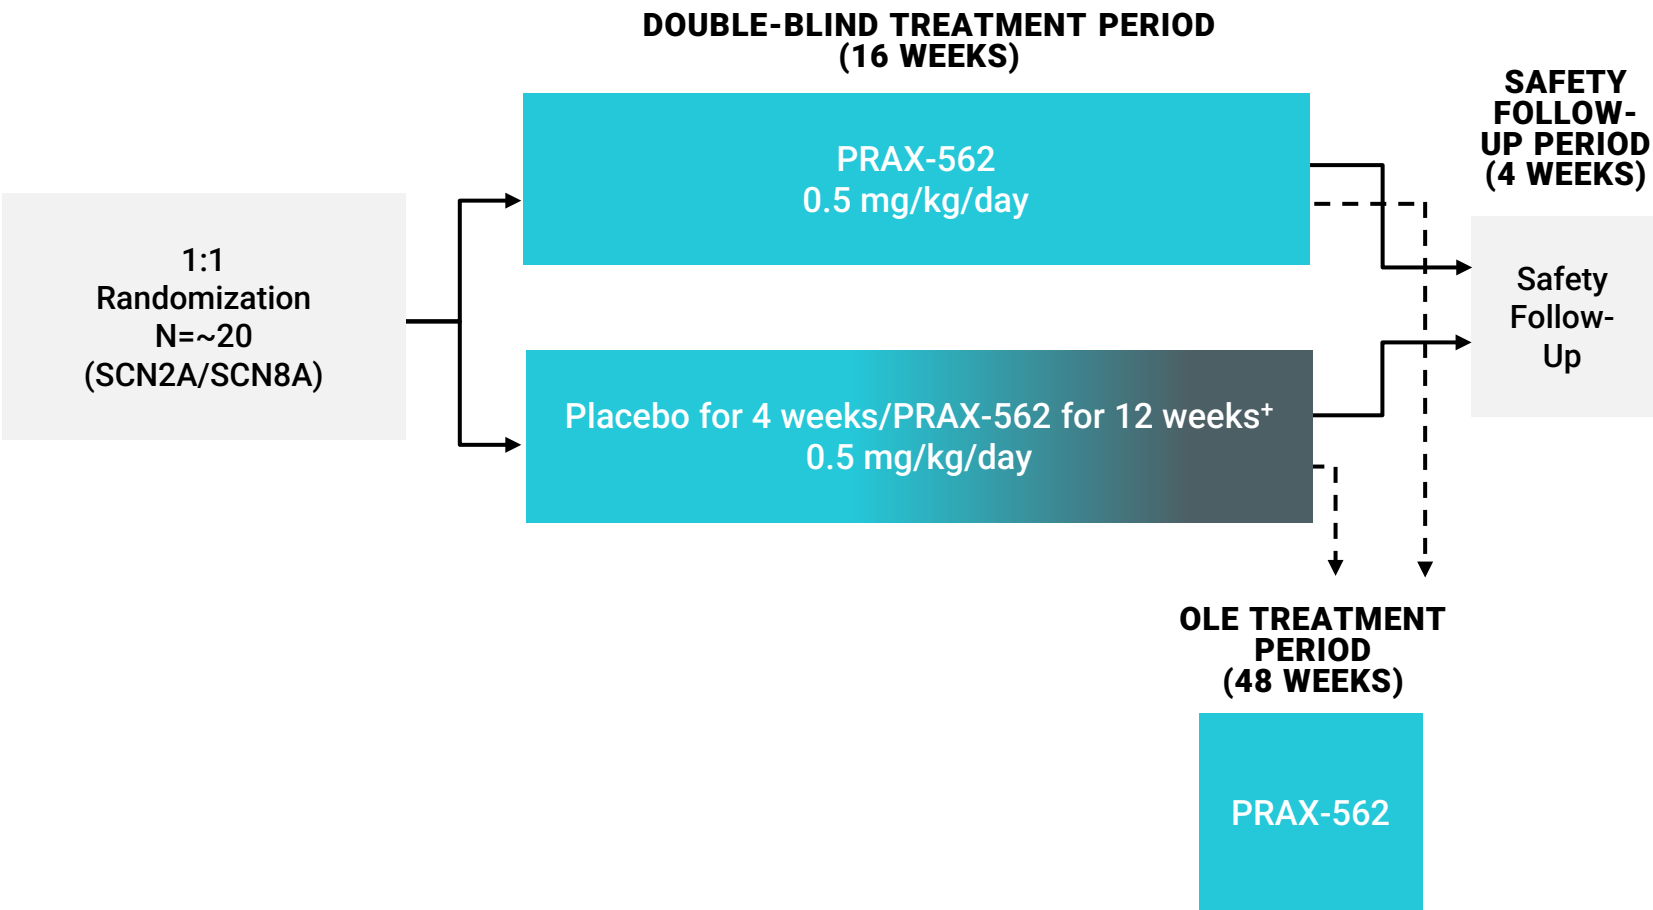 DOUBLE-BLIND TREATMENT PERIOD
(16 WEEKS)
SAFETY
FOLLOW-
UP PERIOD
(4 WEEKS)
PRAX-562
0.5 mg/kg/day
1:1
Randomization
N=~20
(SCN2A/SCN8A)
Safety
Follow-
Up
Placebo for 4 weeks/PRAX-562 for 12 weeks⁺
0.5 mg/kg/day
OLE TREATMENT
PERIOD
(48 WEEKS)
PRAX-562